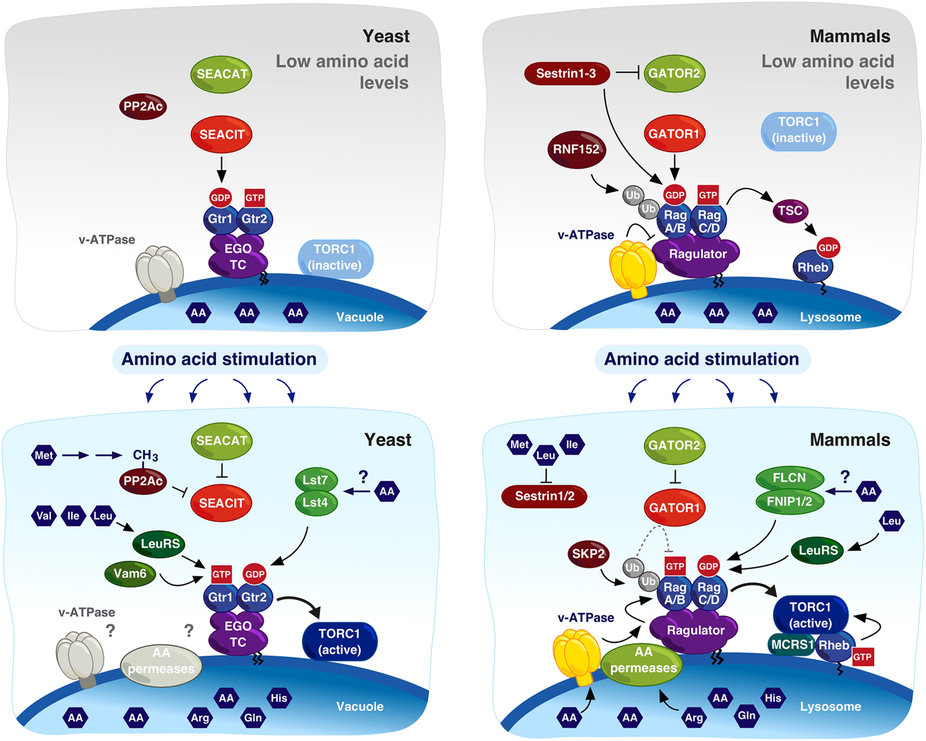 Yeast
Low amino acid
levels
SEACAT
PP2Ac
SEACIT
GDP
GTP
Gtr1
Gtr2
v-ATPase
EGO
TC
TORC1
(inactive)
AA
AA
AA
Vacuole
Mammals
Low amino acid
levels
Sestrin1-3
GATOR2
TORC1
(inactive)
GATOR1
RNF152
Ub
Ub
GDP
GTP
Rag
A/B
Rag
C/D
TSC
v-ATPase
GDP
Ragulator
Rheb
AA
AA
AA
Lysosome
Amino acid stimulation
Amino acid stimulation
Yeast
SEACAT
Met
CH3
PP2Ac
SEACIT
Lst7
Lst4
?
AA
Val
Ile
Leu
LeuRS
Vam6
GTP
GDP
Gtr1
Gtr2
v-ATPase
?
?
EGO
TC
TORC1
(active)
AA
permeases
AA
AA
Arg
AA
Gln
His
Vacuole
Mammals
Met
Leu
Ile
GATOR2
Sestrin1/2
GATOR1
FLCN
FNIP1/2
?
AA
Leu
SKP2
LeuRS
Ub
Ub
GTP
GDP
Rag
A/B
Rag
C/D
v-ATPase
TORC1
(active)
Ragulator
MCRS1
Rheb
GTP
AA
permeases
AA
AA
Arg
AA
Gln
His
Lysosome